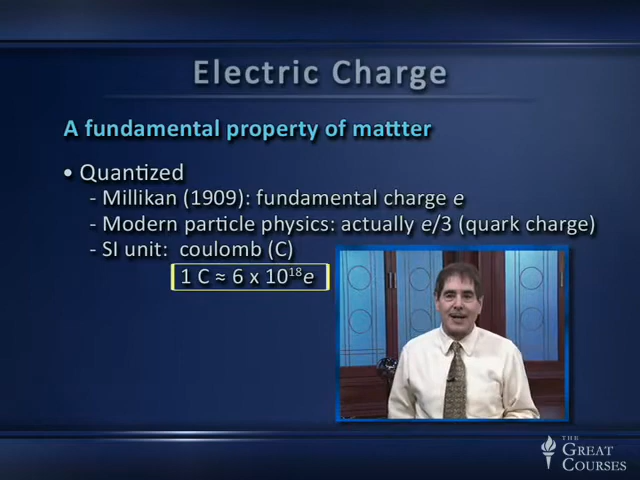 Electric Charge
A fundamental property of mattter
• Quantized
- Millikan (1909): fundamental charge e
- Modern particle physics: actually e/3 (quark charge)
- SI unit: coulomb (C)
1 C ≈ 6 x 10¹⁸e
THE
GREAT
COURSES